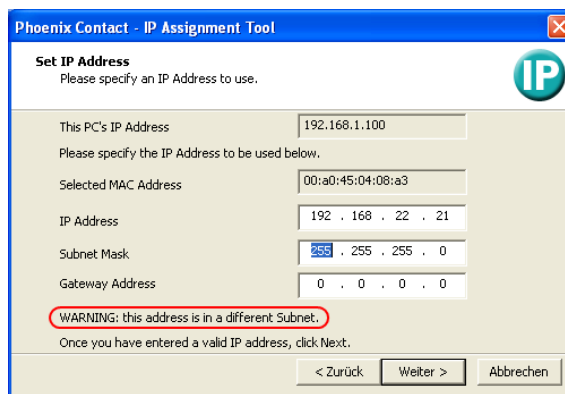 Phoenix Contact - IP Assignment Tool
Set IP Address
Please specify an IP Address to use.
IP
This PC's IP Address 192.168.1.100
Please specify the IP Address to be used below.
Selected MAC Address 00:a0:45:04:08:a3
IP Address 192 . 168 . 22 . 21
Subnet Mask 255 . 255 . 255 . 0
Gateway Address 0 . 0 . 0 . 0
WARNING: this address is in a different Subnet.
Once you have entered a valid IP address, click Next.
< Zurück Weiter > Abbrechen